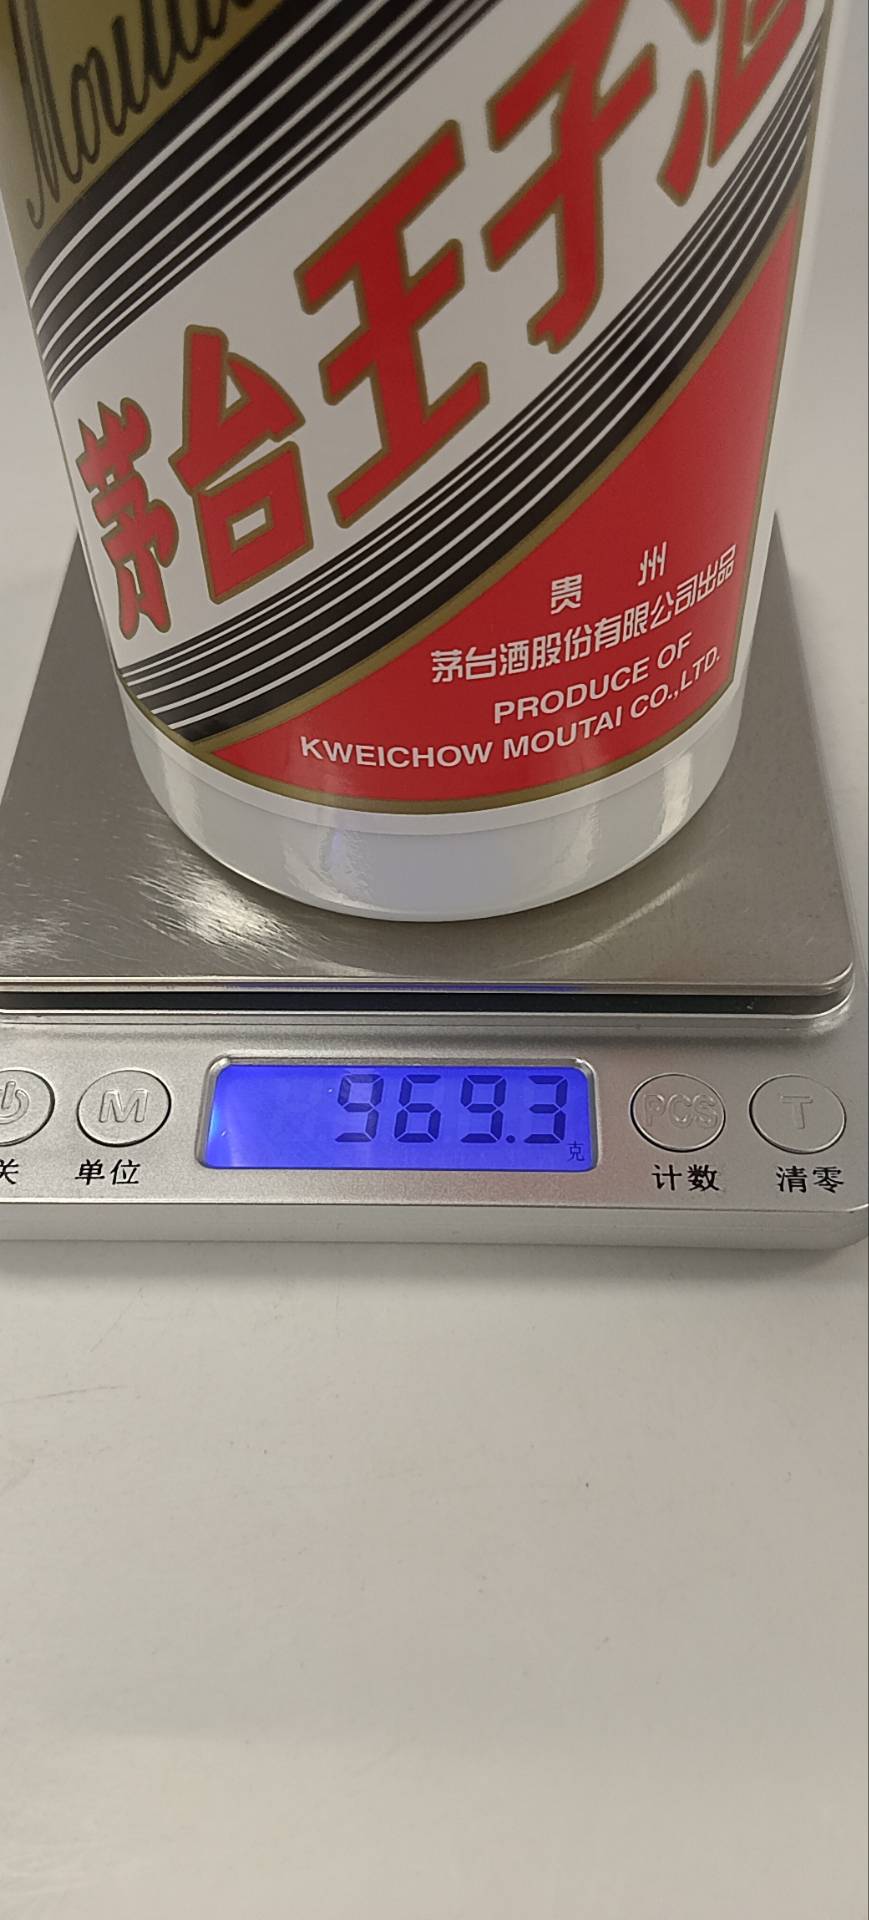 Moutai
茅台王子酒
贵 州
茅台酒股份有限公司出品
PRODUCE OF
KWEICHOW MOUTAI CO.,LTD.
969.3
克
M
PCS
T
关
单位
计数
清零